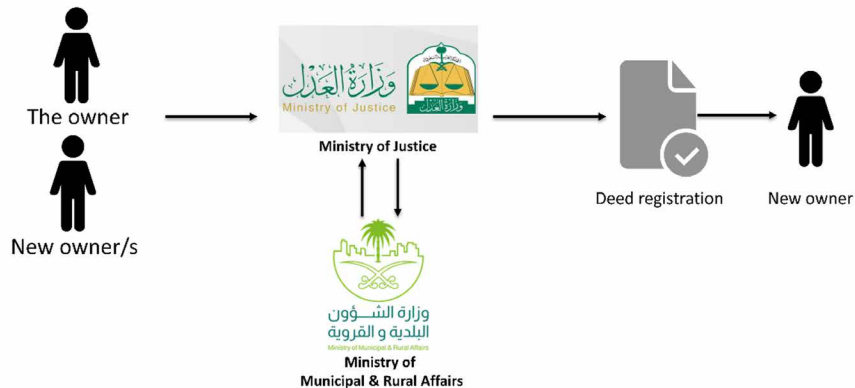 The owner
New owner/s
وزارة العدل
Ministry of Justice
وزارة العدل
Ministry of Justice
وزارة الشـــؤون
البلدية و القروية
Ministry of Municipal & Rural Affairs
Ministry of
Municipal & Rural Affairs
Deed registration
New owner